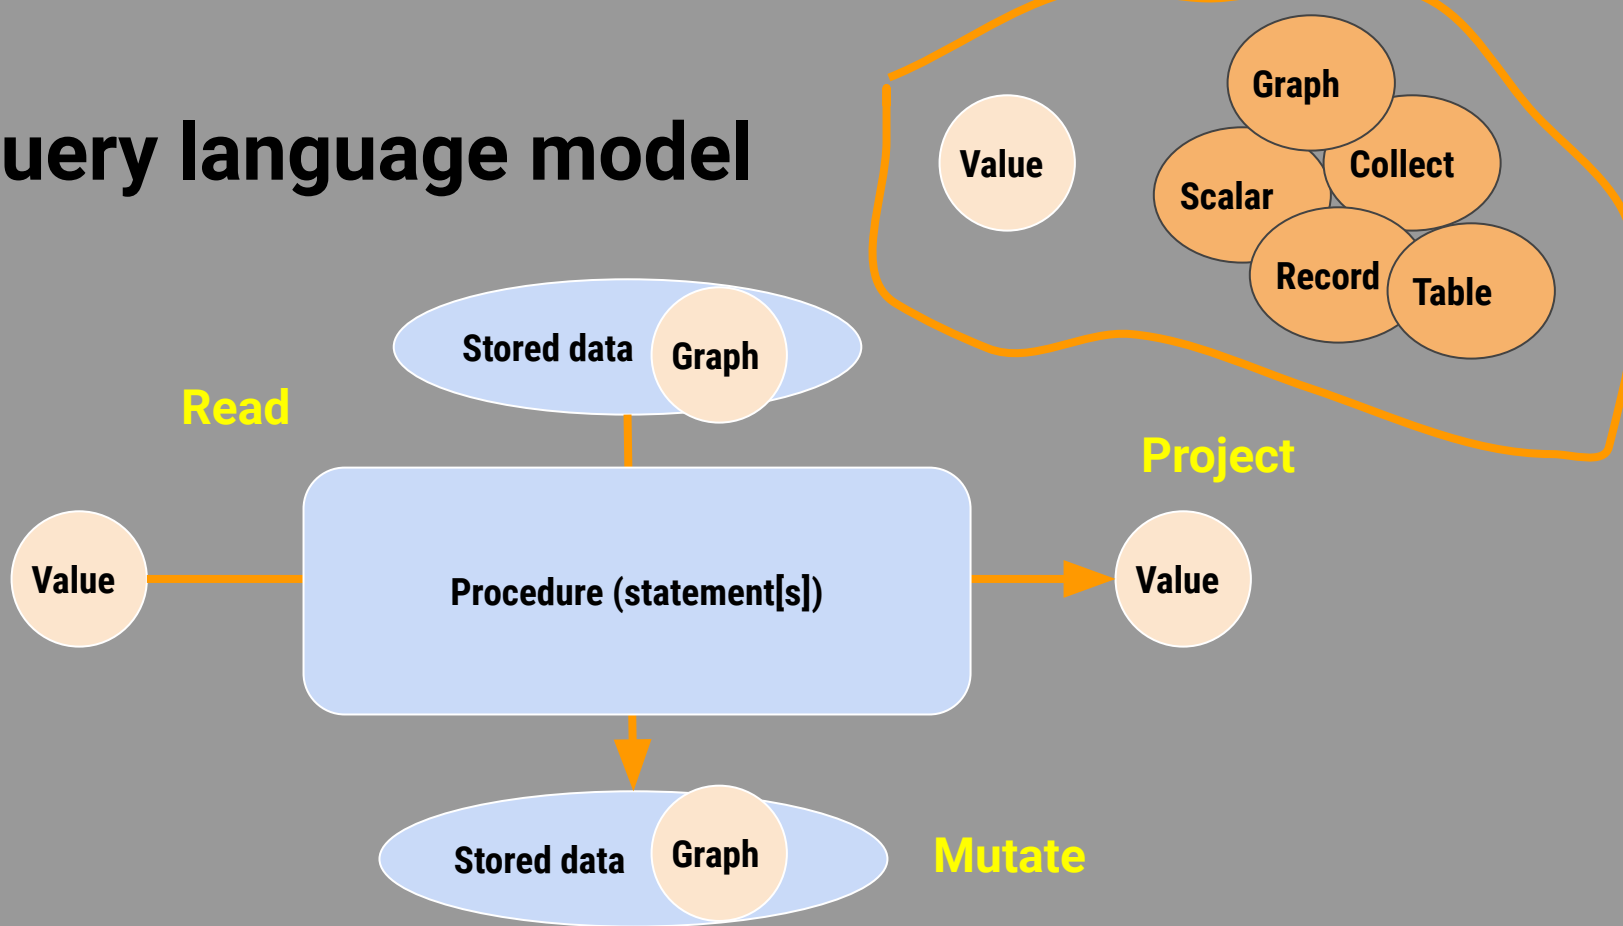 uery language model
Graph
Value
Collect
Scalar
Record
Table
Stored data
Graph
Read
Project
Value
Procedure (statement[s])
Value
Stored data
Graph
Mutate